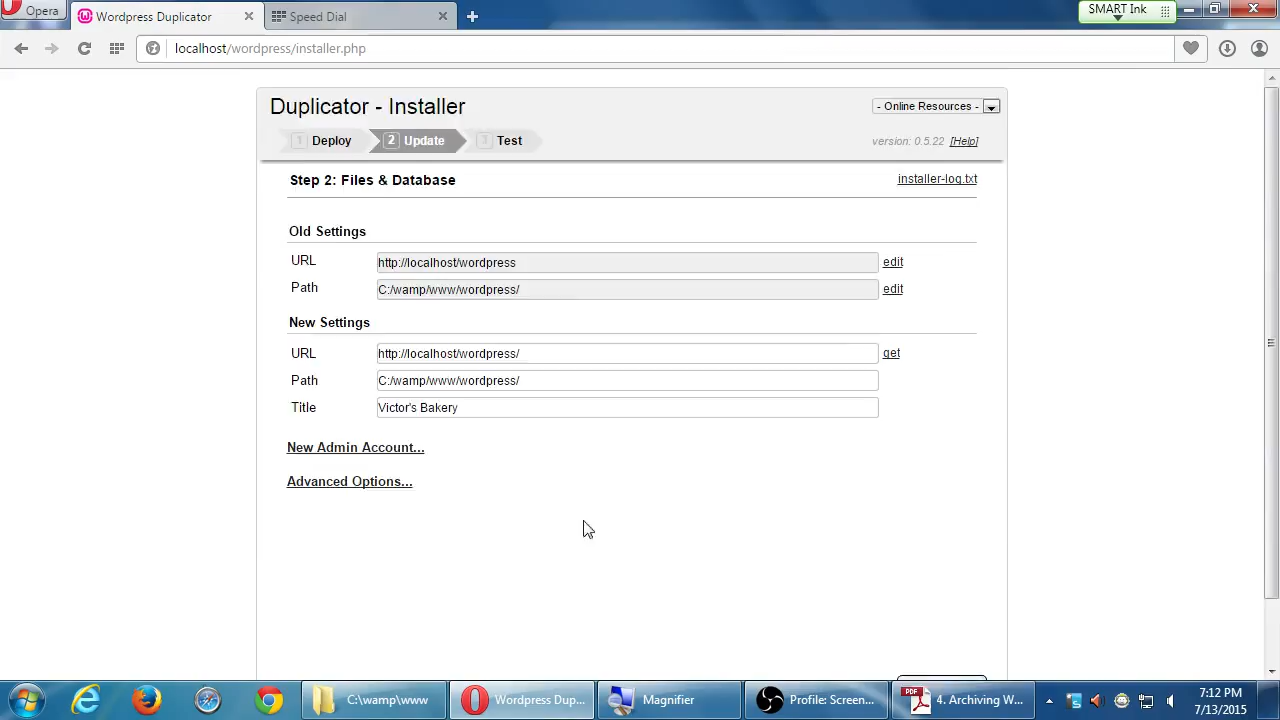 Opera
Wordpress Duplicator
Speed Dial
SMART Ink
localhost/wordpress/installer.php
Duplicator - Installer
- Online Resources -
1 Deploy
2 Update
3 Test
version: 0.5.22 [Help]
Step 2: Files & Database
installer-log.txt
Old Settings
URL
http://localhost/wordpress
edit
Path
C:/wamp/www/wordpress/
edit
New Settings
URL
http://localhost/wordpress/
get
Path
C:/wamp/www/wordpress/
Title
Victor's Bakery
New Admin Account...
Advanced Options...
C:\wamp\www
Wordpress Dup...
Magnifier
Profile: Screen...
PDF
4. Archiving W...
7:12 PM
7/13/2015